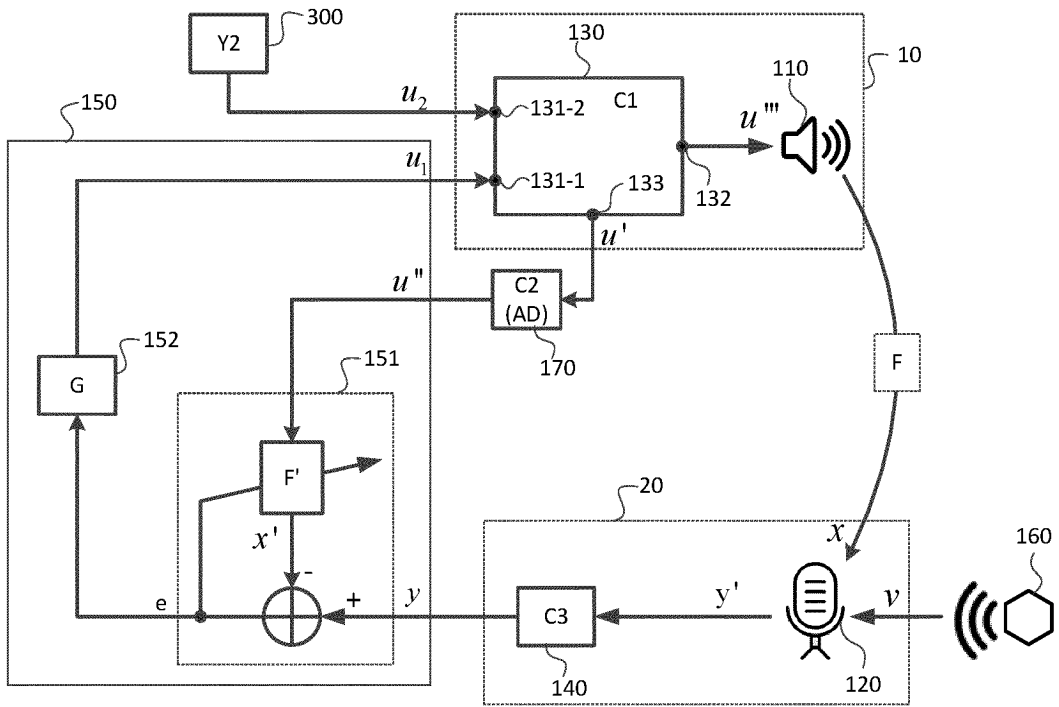 Y2
300
130
10
C1
110
u₂
131-2
u'''
150
u₁
131-1
133
132
u'
u''
C2
(AD)
170
152
151
G
F
F'
20
x'
x
160
-
e
+
y
C3
y'
v
140
120